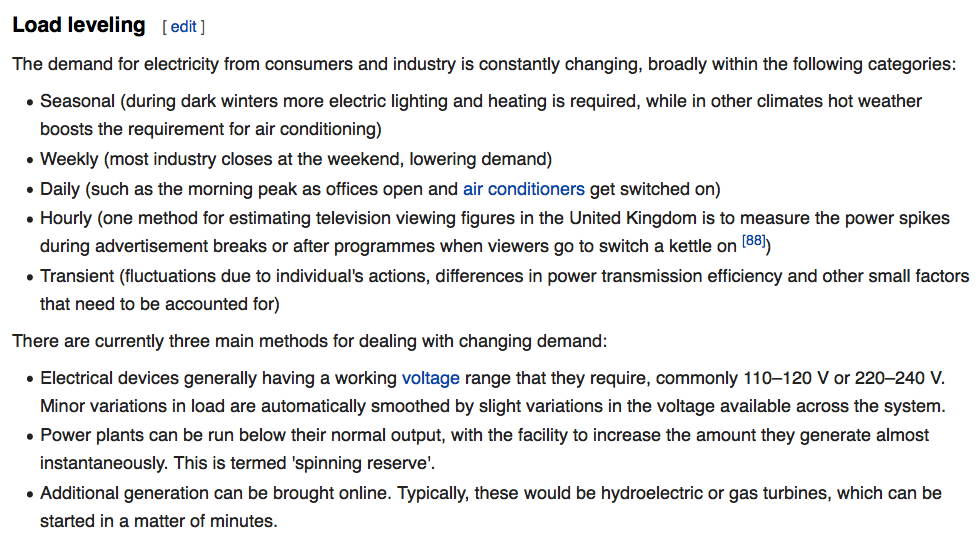 Load leveling [ edit ]
The demand for electricity from consumers and industry is constantly changing, broadly within the following categories:
• Seasonal (during dark winters more electric lighting and heating is required, while in other climates hot weather
boosts the requirement for air conditioning)
• Weekly (most industry closes at the weekend, lowering demand)
• Daily (such as the morning peak as offices open and air conditioners get switched on)
• Hourly (one method for estimating television viewing figures in the United Kingdom is to measure the power spikes
during advertisement breaks or after programmes when viewers go to switch a kettle on [88])
• Transient (fluctuations due to individual's actions, differences in power transmission efficiency and other small factors
that need to be accounted for)
There are currently three main methods for dealing with changing demand:
• Electrical devices generally having a working voltage range that they require, commonly 110–120 V or 220–240 V.
Minor variations in load are automatically smoothed by slight variations in the voltage available across the system.
• Power plants can be run below their normal output, with the facility to increase the amount they generate almost
instantaneously. This is termed 'spinning reserve'.
• Additional generation can be brought online. Typically, these would be hydroelectric or gas turbines, which can be
started in a matter of minutes.